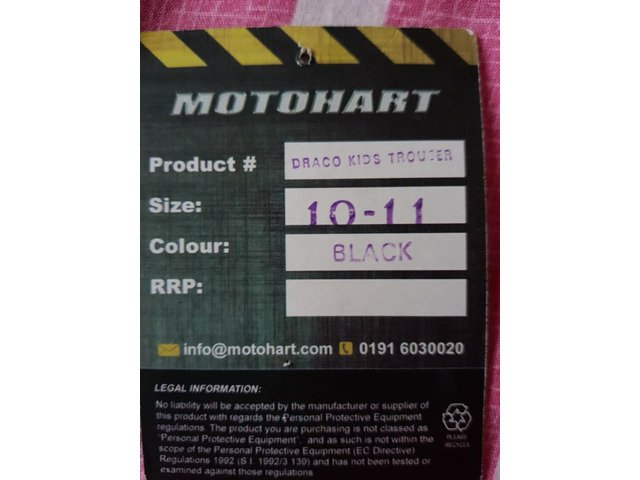 MOTOHART
Product # DRACO KIDS TROUSER
Size: 10-11
Colour: BLACK
RRP:
info@motohart.com 0191 6030020
LEGAL INFORMATION:
No liability will be accepted by the manufacturer or supplier of
this product with regards the Personal Protective Equipment
regulations. The product you are purchasing is not classed as
"Personal Protective Equipment", and as such is not within the
scope of the Personal Protective Equipment (EC Directive)
Regulations 1992 (S.I. 1992/3139) and has not been tested or
examined against those regulations
PLEASE
RECYCLE